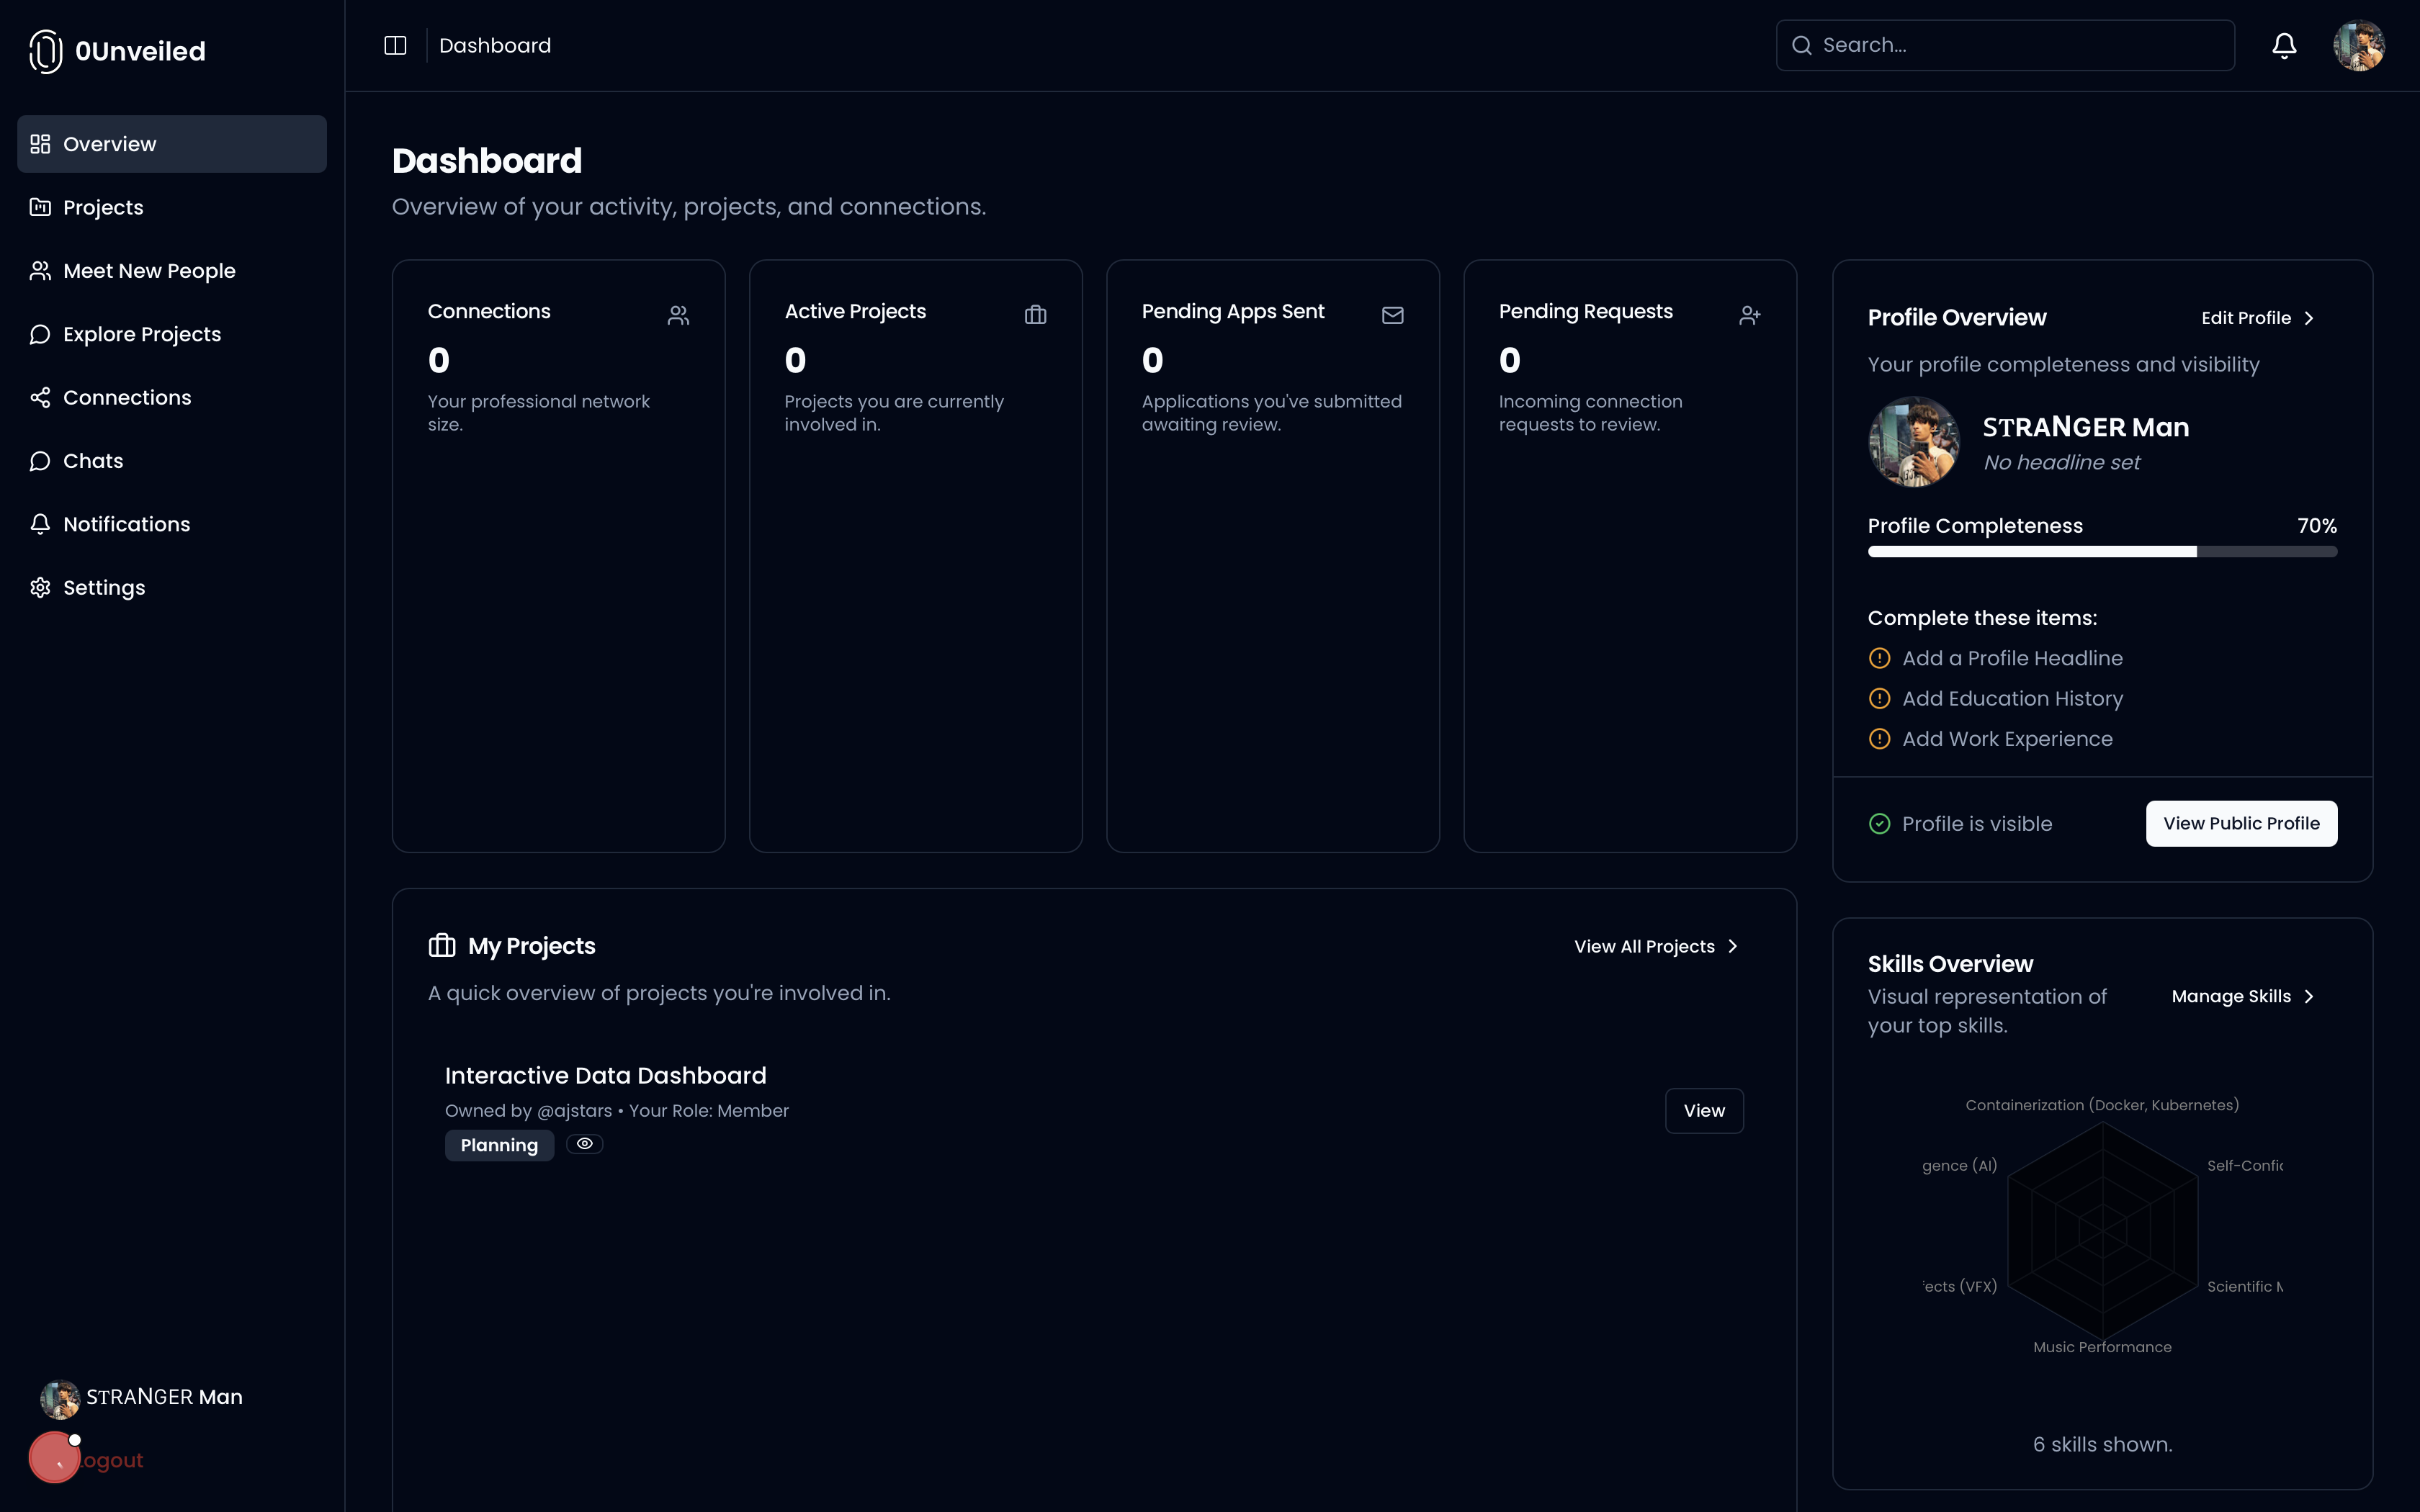 0Unveiled
Overview
Projects
Meet New People
Explore Projects
Connections
Chats
Notifications
Settings
STRANGER Man
ogout
Dashboard
Search...
Dashboard
Overview of your activity, projects, and connections.
Connections
0
Your professional network
size.
Active Projects
0
Projects you are currently
involved in.
Pending Apps Sent
0
Applications you've submitted
awaiting review.
Pending Requests
0
Incoming connection
requests to review.
My Projects
View All Projects
A quick overview of projects you're involved in.
Interactive Data Dashboard
Owned by @ajstars • Your Role: Member
Planning
View
Profile Overview
Edit Profile
Your profile completeness and visibility
STRANGER Man
No headline set
Profile Completeness
70%
Complete these items:
Add a Profile Headline
Add Education History
Add Work Experience
Profile is visible
View Public Profile
Skills Overview
Visual representation of
your top skills.
Manage Skills
Containerization (Docker, Kubernetes)
gence (AI)
Self-Confic
fects (VFX)
Scientific
Music Performance
6 skills shown.